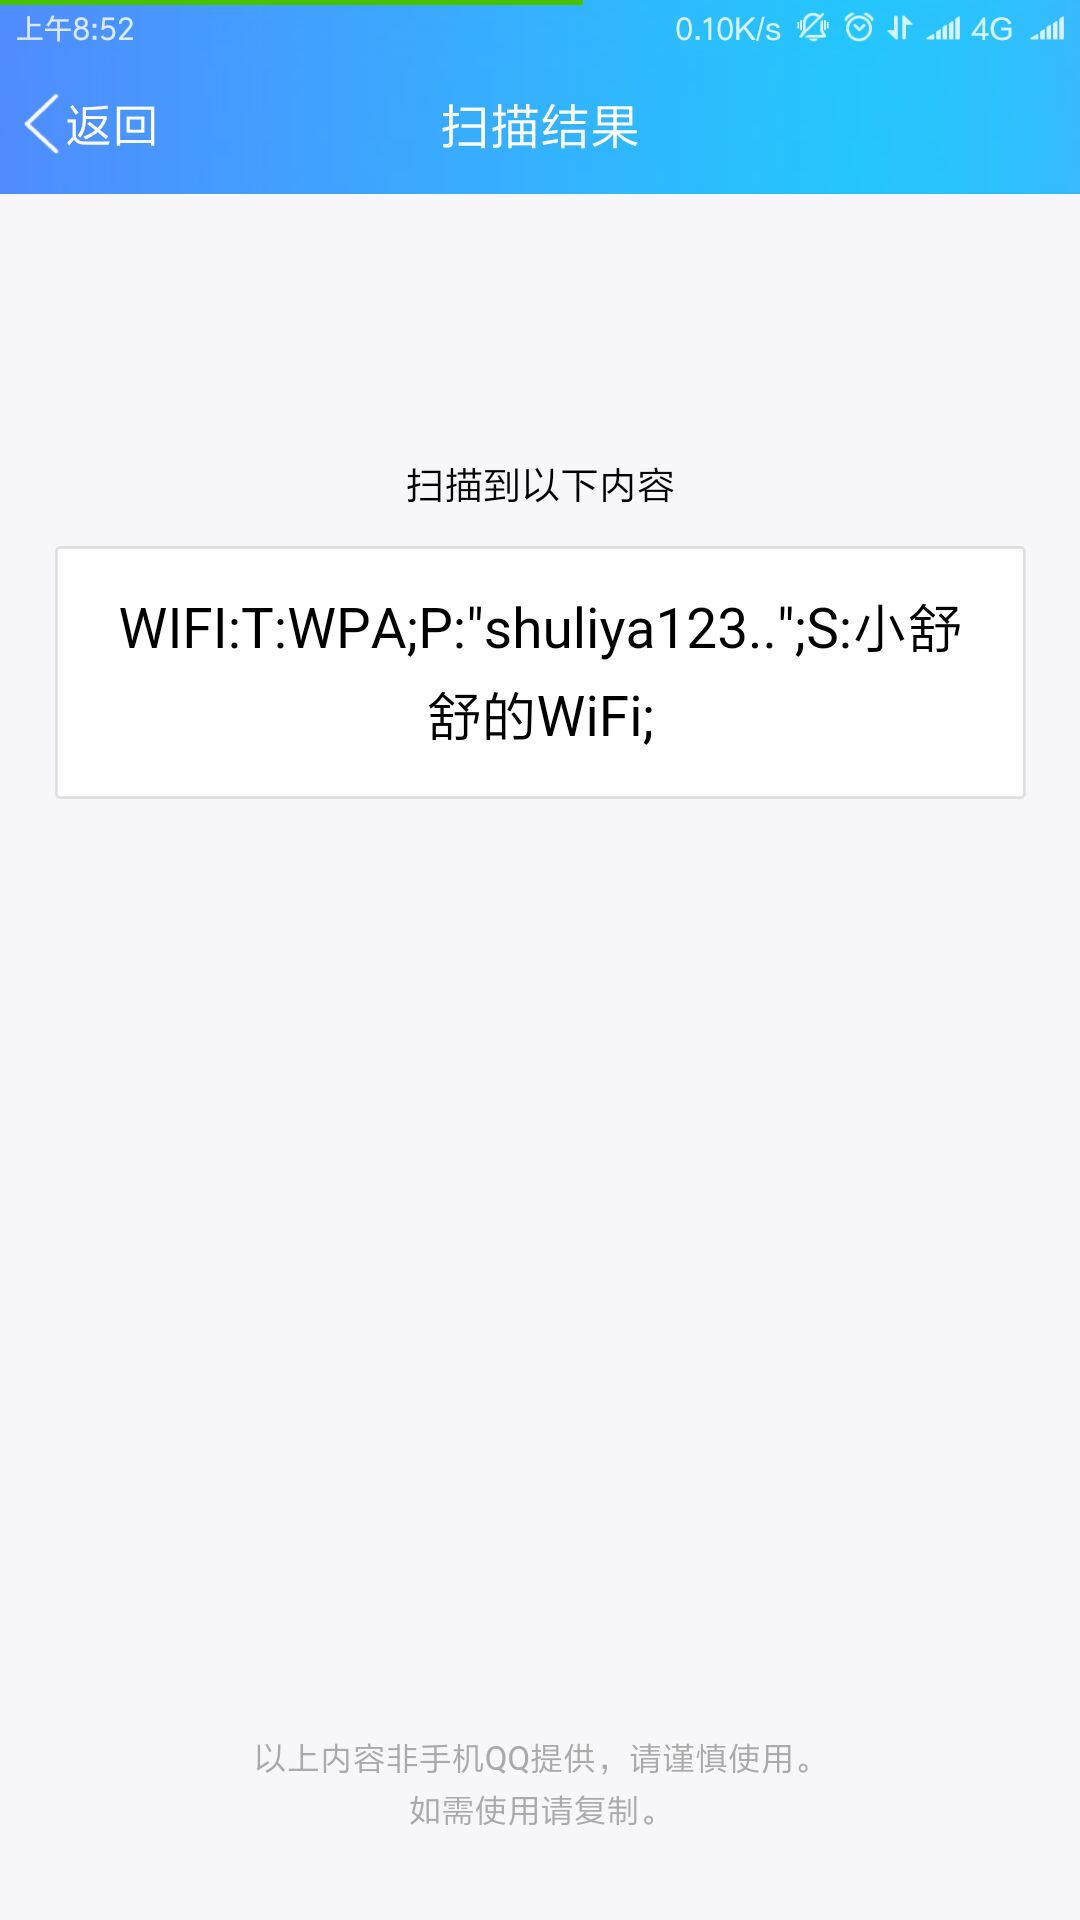 上午8:52 0.10K/s 4G
返回 扫描结果
扫描到以下内容
WIFI:T:WPA;P:"shuliya123..";S:小舒
舒的WiFi;
以上内容非手机QQ提供，请谨慎使用。
如需使用请复制。